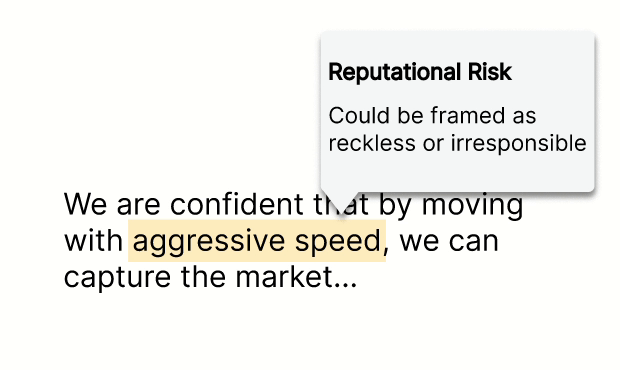 Reputational Risk
Could be framed as
reckless or irresponsible
We are confident that by moving
with aggressive speed, we can
capture the market...